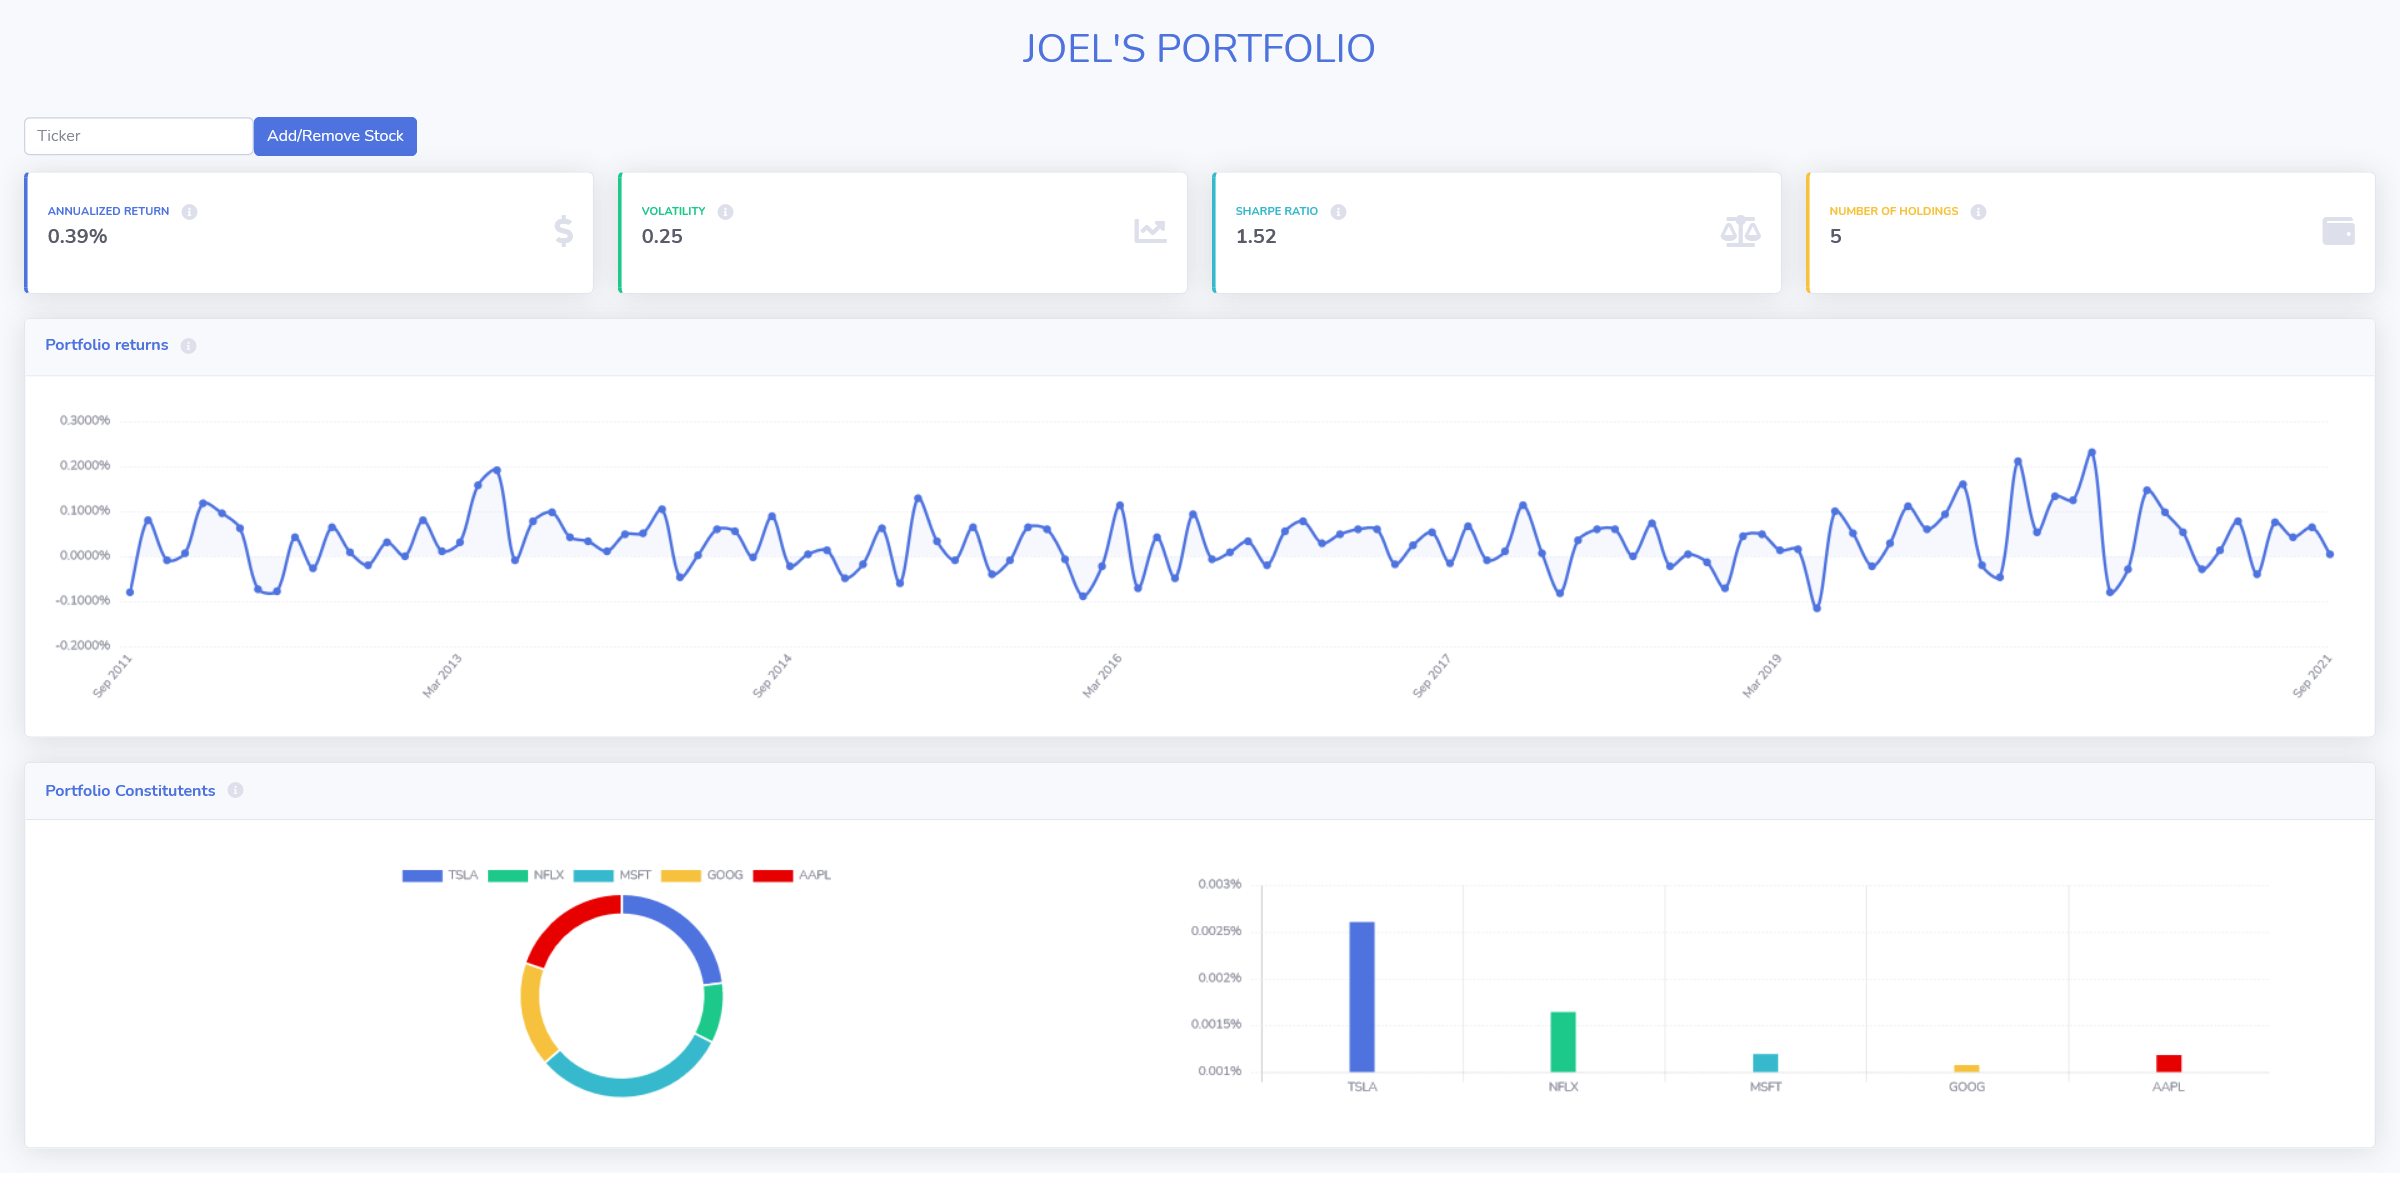 JOEL'S PORTFOLIO
Ticker
Add/Remove Stock
ANNUALIZED RETURN
0.39%
VOLATILITY
0.25
SHARPE RATIO
1.52
NUMBER OF HOLDINGS
5
Portfolio returns
0.3000%
0.2000%
0.1000%
0.0000%
-0.1000%
-0.2000%
Sep 2011
Mar 2013
Sep 2014
Mar 2016
Sep 2017
Mar 2019
Sep 2021
Portfolio Constitutents
TSLA NFLX MSFT GOOG AAPL
0.003%
0.0025%
0.002%
0.0015%
0.001%
TSLA NFLX MSFT GOOG AAPL